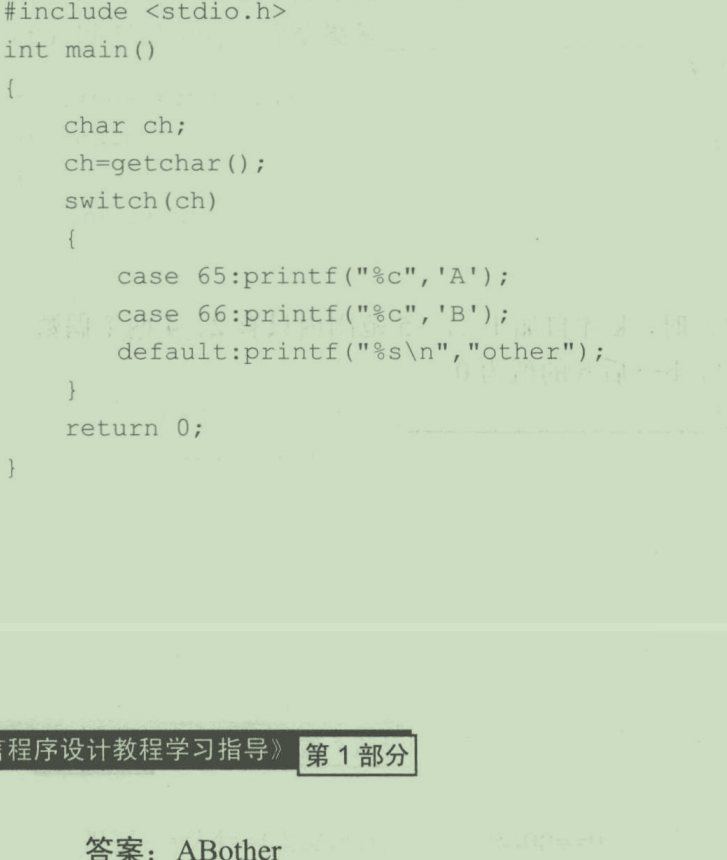 #include <stdio.h>
int main()
{
char ch;
ch=getchar();
switch(ch)
{
case 65:printf("%c",'A');
case 66:printf("%c",'B');
default:printf("%s\n","other");
}
return 0;
}
程序设计教程学习指导》 第1部分
答案：ABother